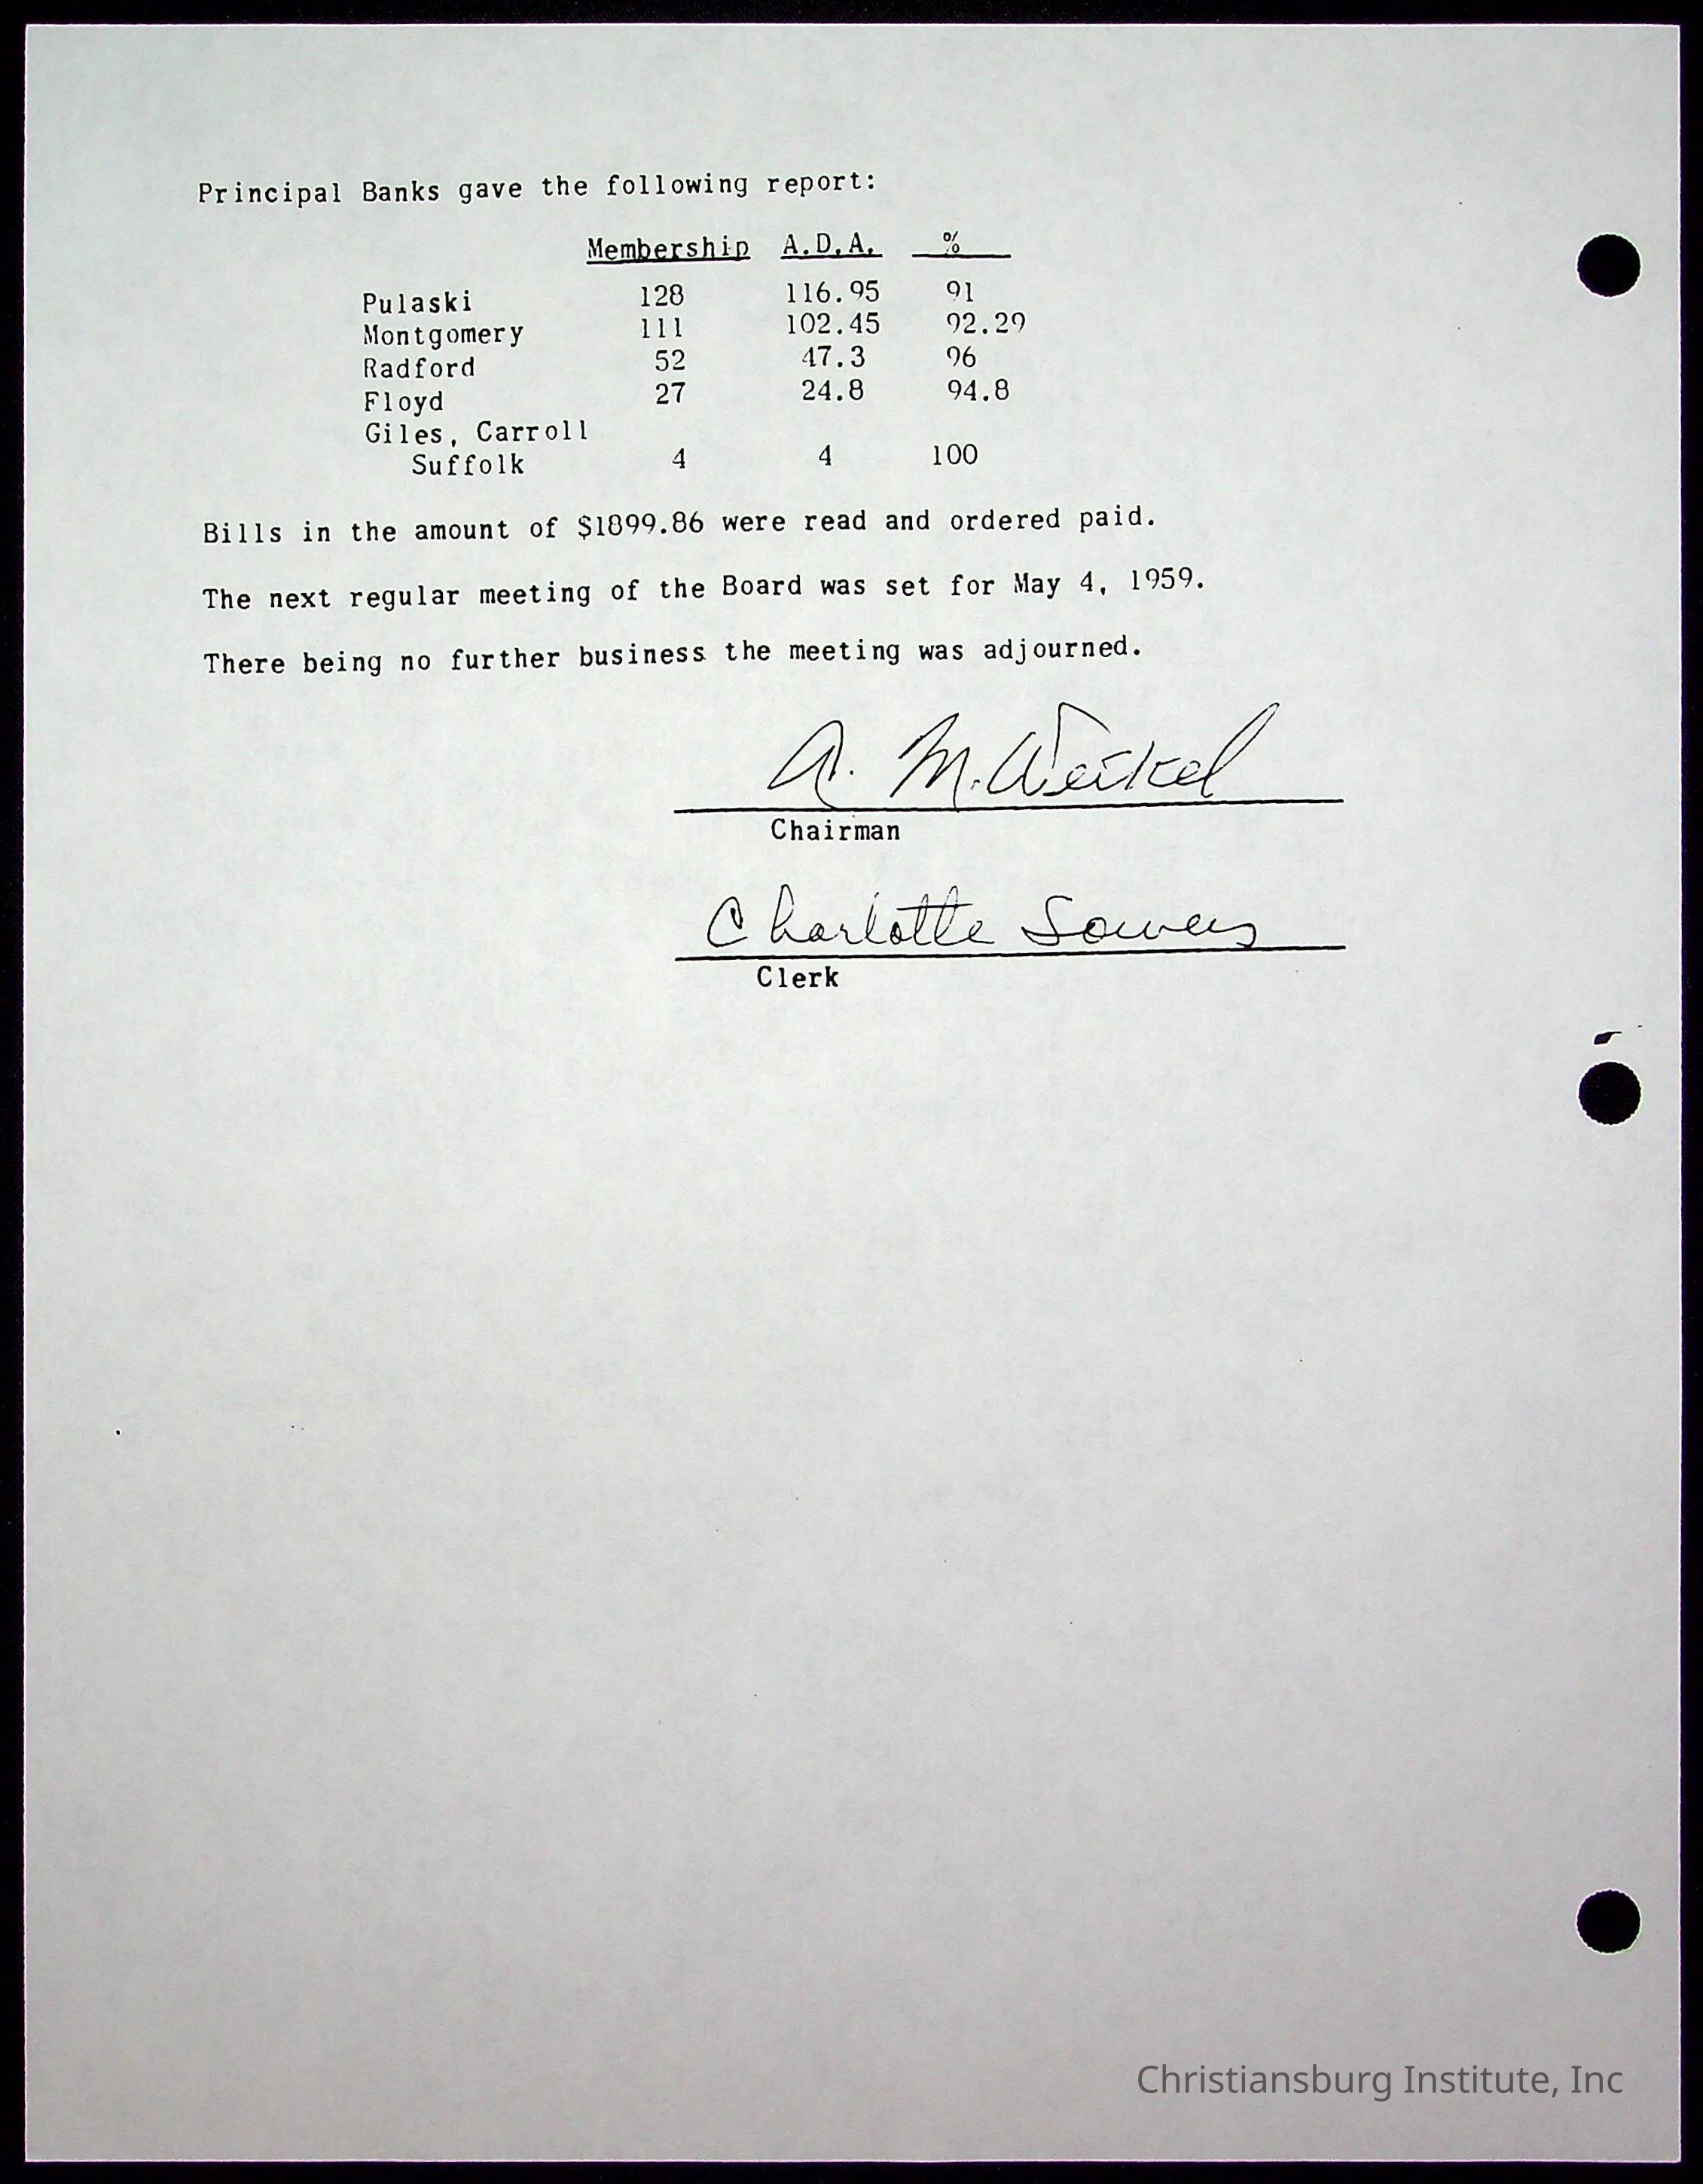 Principal Banks gave the following report:
Membership A.D.A. %
Pulaski 128 116.95 91
Montgomery 111 102.45 92.29
Radford 52 47.3 96
Floyd 27 24.8 94.8
Giles, Carroll
Suffolk 4 4 100
Bills in the amount of $1899.86 were read and ordered paid.
The next regular meeting of the Board was set for May 4, 1959.
There being no further business the meeting was adjourned.
A. M. Weikel
Chairman
Charlotte Sowers
Clerk
Christiansburg Institute, Inc